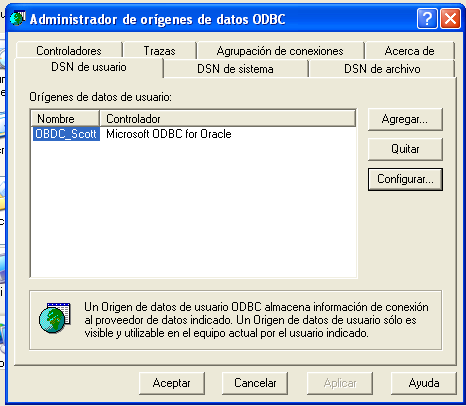 Administrador de orígenes de datos ODBC
Controladores Trazas Agrupación de conexiones Acerca de
DSN de usuario DSN de sistema DSN de archivo
Orígenes de datos de usuario:
Nombre Controlador
OBDC_Scott Microsoft ODBC for Oracle
Agregar...
Quitar
Configurar...
Un Origen de datos de usuario ODBC almacena información de conexión
al proveedor de datos indicado. Un Origen de datos de usuario sólo es
visible y utilizable en el equipo actual por el usuario indicado.
Aceptar Cancelar Aplicar Ayuda